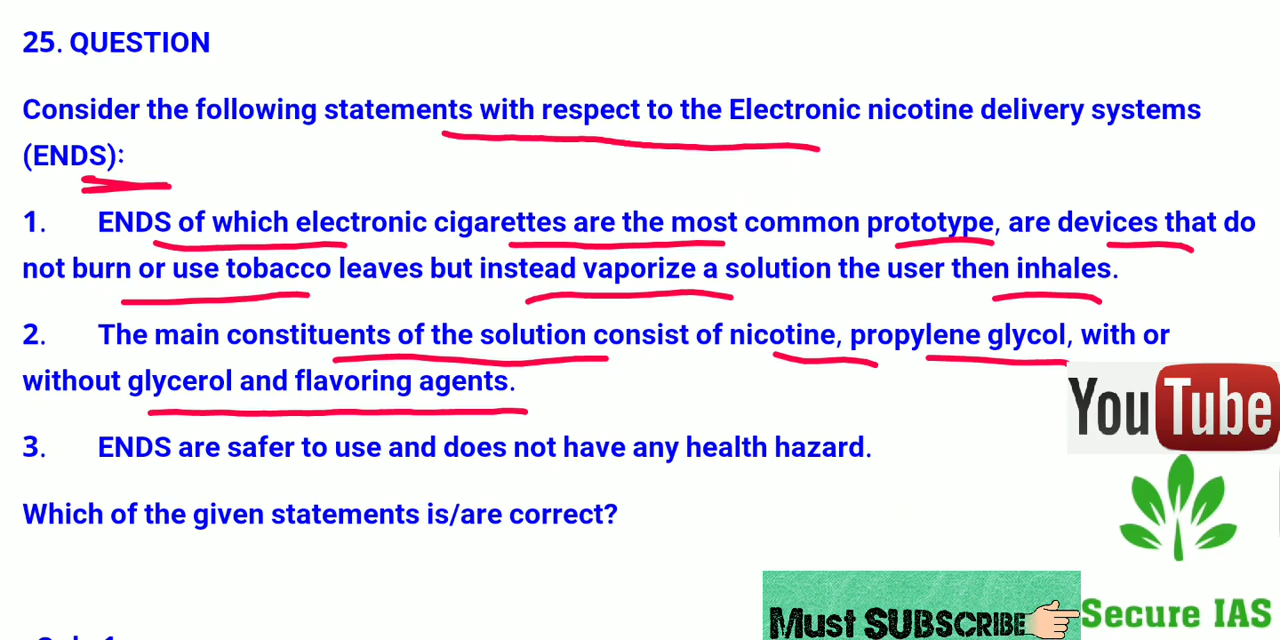 25. QUESTION
Consider the following statements with respect to the Electronic nicotine delivery systems
(ENDS):
1. ENDS of which electronic cigarettes are the most common prototype, are devices that do
not burn or use tobacco leaves but instead vaporize a solution the user then inhales.
2. The main constituents of the solution consist of nicotine, propylene glycol, with or
without glycerol and flavoring agents.
3. ENDS are safer to use and does not have any health hazard.
Which of the given statements is/are correct?
YouTube
Must SUBSCRIBE
Secure IAS